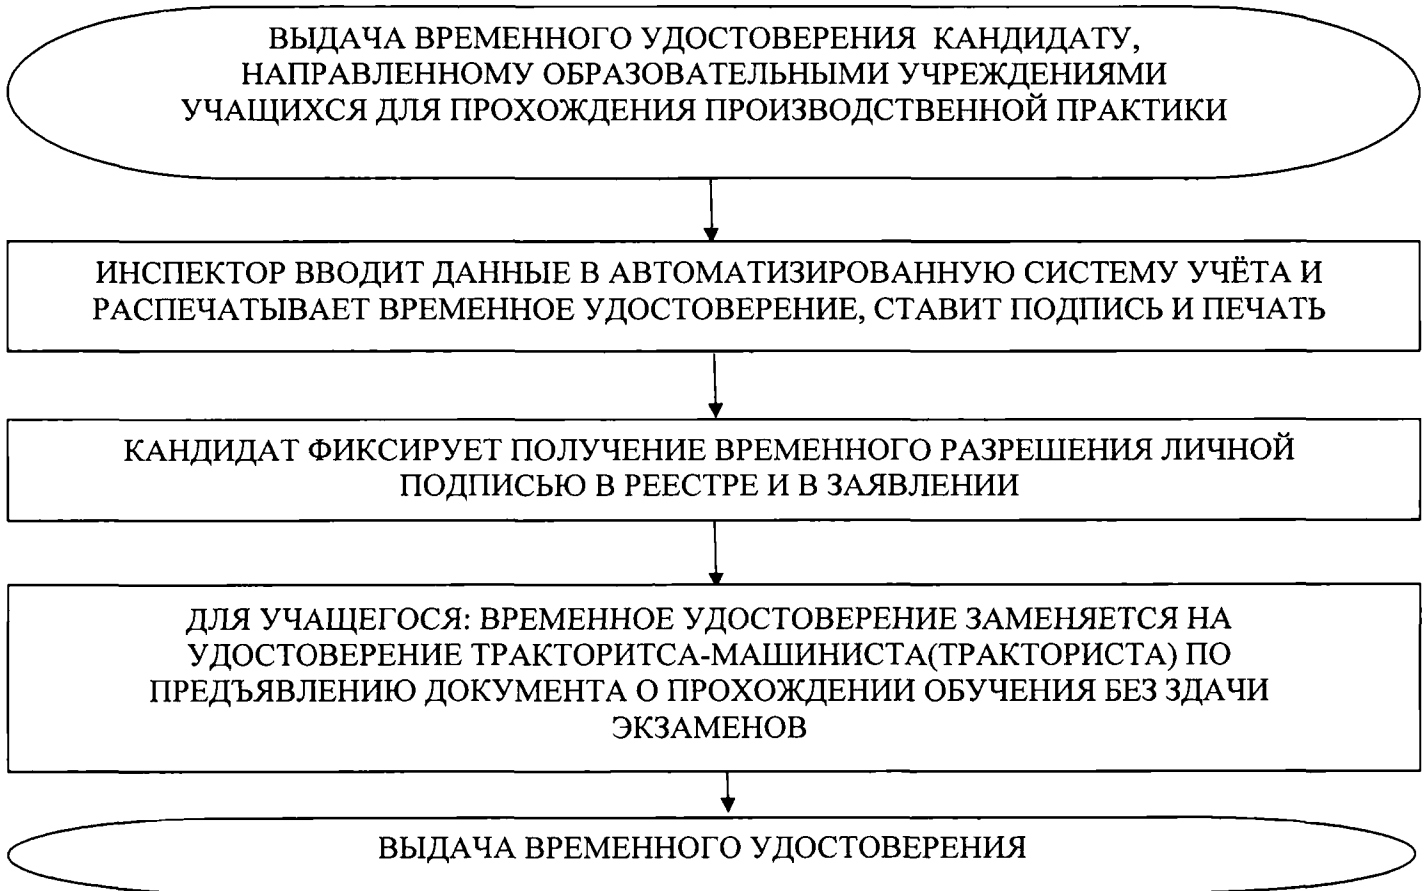 ВЫДАЧА ВРЕМЕННОГО УДОСТОВЕРЕНИЯ КАНДИДАТУ,
НАПРАВЛЕННОМУ ОБРАЗОВАТЕЛЬНЫМИ УЧРЕЖДЕНИЯМИ
УЧАЩИХСЯ ДЛЯ ПРОХОЖДЕНИЯ ПРОИЗВОДСТВЕННОЙ ПРАКТИКИ
ИНСПЕКТОР ВВОДИТ ДАННЫЕ В АВТОМАТИЗИРОВАННУЮ СИСТЕМУ УЧЁТА И
РАСПЕЧАТЫВАЕТ ВРЕМЕННОЕ УДОСТОВЕРЕНИЕ, СТАВИТ ПОДПИСЬ И ПЕЧАТЬ
КАНДИДАТ ФИКСИРУЕТ ПОЛУЧЕНИЕ ВРЕМЕННОГО РАЗРЕШЕНИЯ ЛИЧНОЙ
ПОДПИСЬЮ В РЕЕСТРЕ И В ЗАЯВЛЕНИИ
ДЛЯ УЧАЩЕГОСЯ: ВРЕМЕННОЕ УДОСТОВЕРЕНИЕ ЗАМЕНЯЕТСЯ НА
УДОСТОВЕРЕНИЕ ТРАКТОРИТСА-МАШИНИСТА(ТРАКТОРИСТА) ПО
ПРЕДЪЯВЛЕНИЮ ДОКУМЕНТА О ПРОХОЖДЕНИИ ОБУЧЕНИЯ БЕЗ ЗДАЧИ
ЭКЗАМЕНОВ
ВЫДАЧА ВРЕМЕННОГО УДОСТОВЕРЕНИЯ